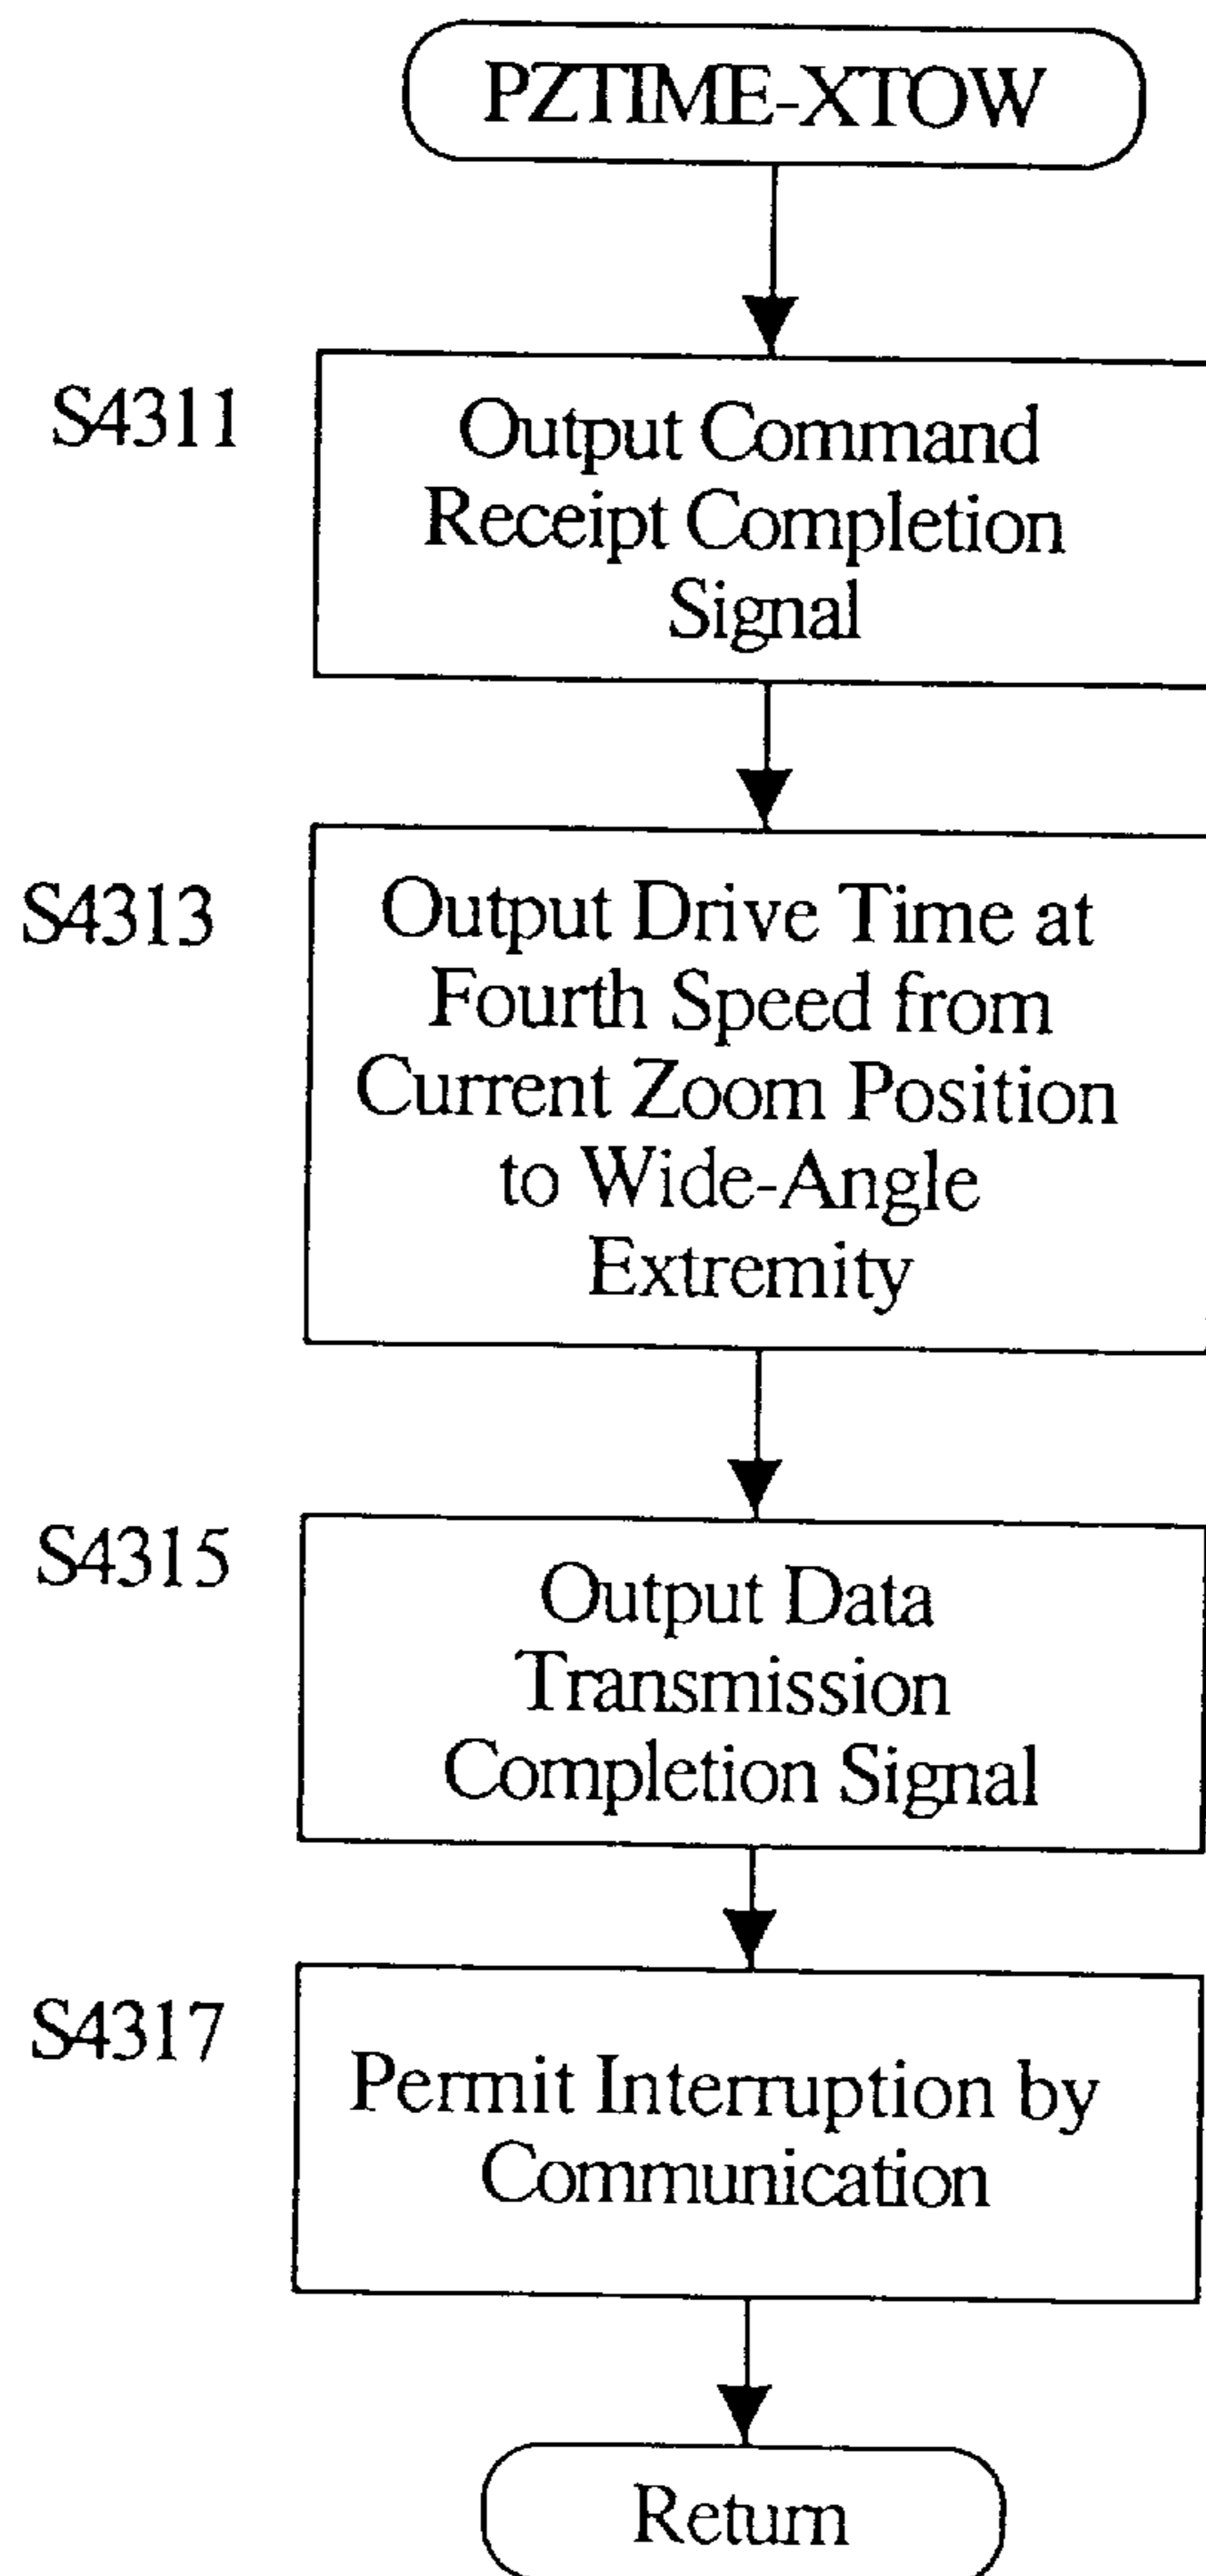 PZTIME-XTOW
S4311
Output Command
Receipt Completion
Signal
S4313
Output Drive Time at
Fourth Speed from
Current Zoom Position
to Wide-Angle
Extremity
S4315
Output Data
Transmission
Completion Signal
S4317
Permit Interruption by
Communication
Return